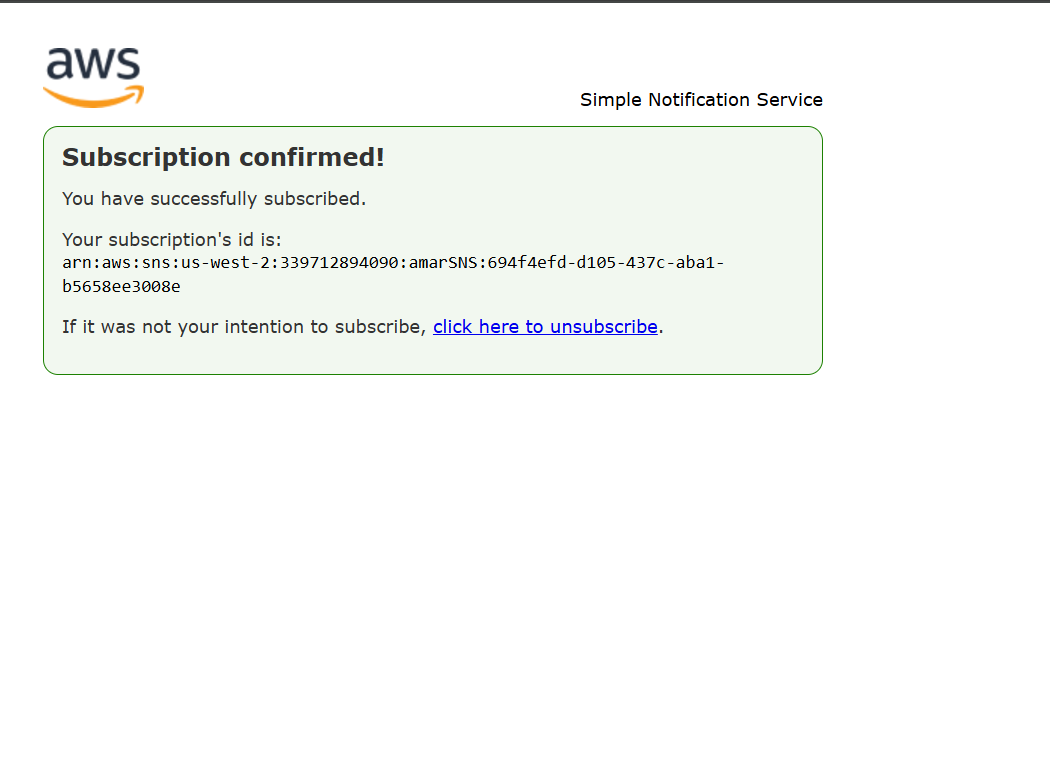 aws
Simple Notification Service
Subscription confirmed!
You have successfully subscribed.
Your subscription's id is:
arn:aws:sns:us-west-2:339712894090:amarSNS:694f4efd-d105-437c-aba1-
b5658ee3008e
If it was not your intention to subscribe, click here to unsubscribe.